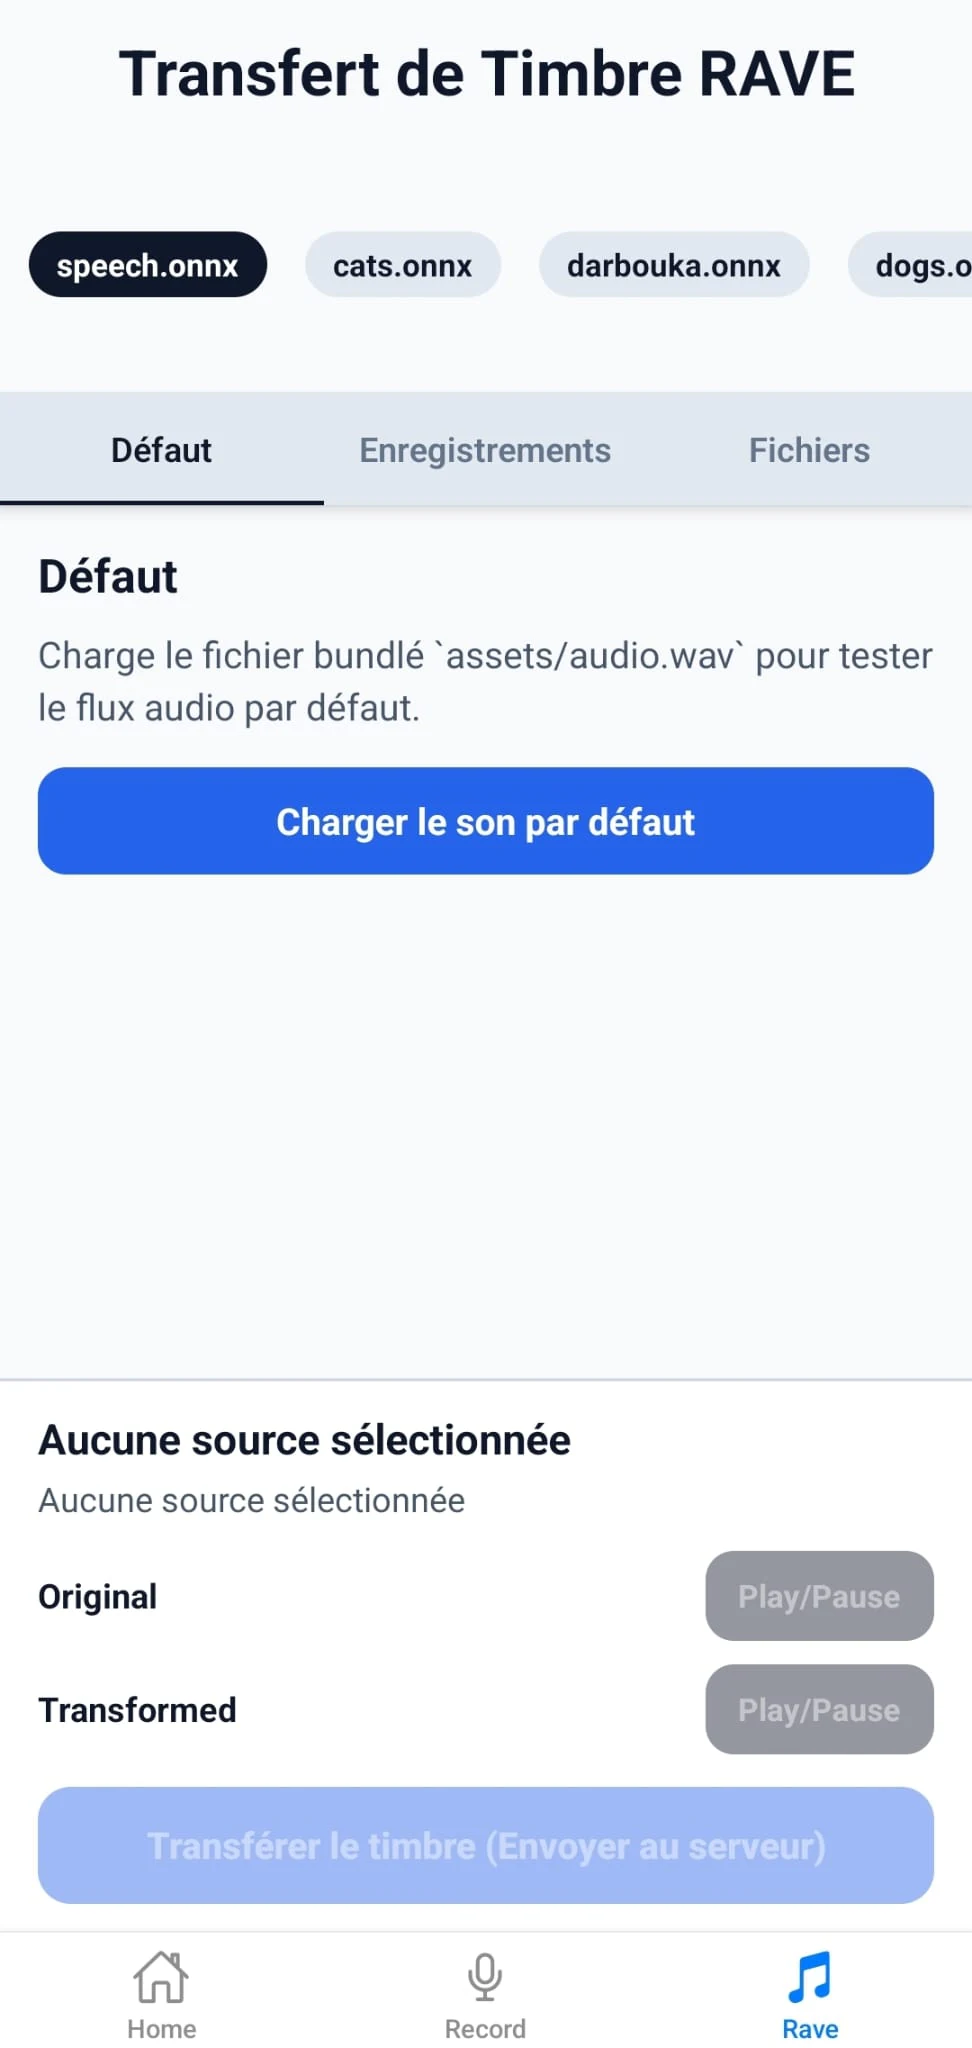 Transfert de Timbre RAVE
speech.onnx
cats.onnx
darbouka.onnx
dogs.o
Défaut
Enregistrements
Fichiers
Défaut
Charge le fichier bundlé `assets/audio.wav` pour tester
le flux audio par défaut.
Charger le son par défaut
Aucune source sélectionnée
Aucune source sélectionnée
Original
Play/Pause
Transformed
Play/Pause
Transférer le timbre (Envoyer au serveur)
Home
Record
Rave